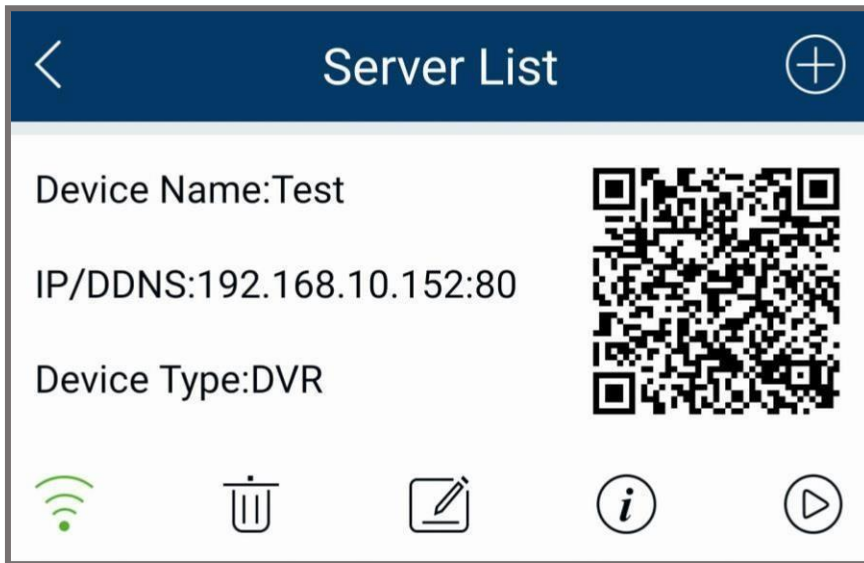 Server List
Device Name:Test
IP/DDNS:192.168.10.152:80
Device Type:DVR